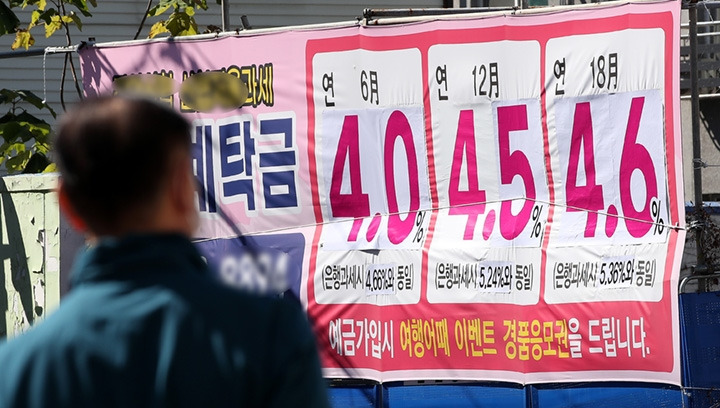 과세
예탁금
연 6月 연 12月 연 18月
4.0% 4.5% 4.6%
(은행과세시 4.66%와 동일) (은행과세시 5.24%와 동일) (은행과세시 5.36%와 동일)
예금가입시 여행어때 이벤트 경품응모권을 드립니다.